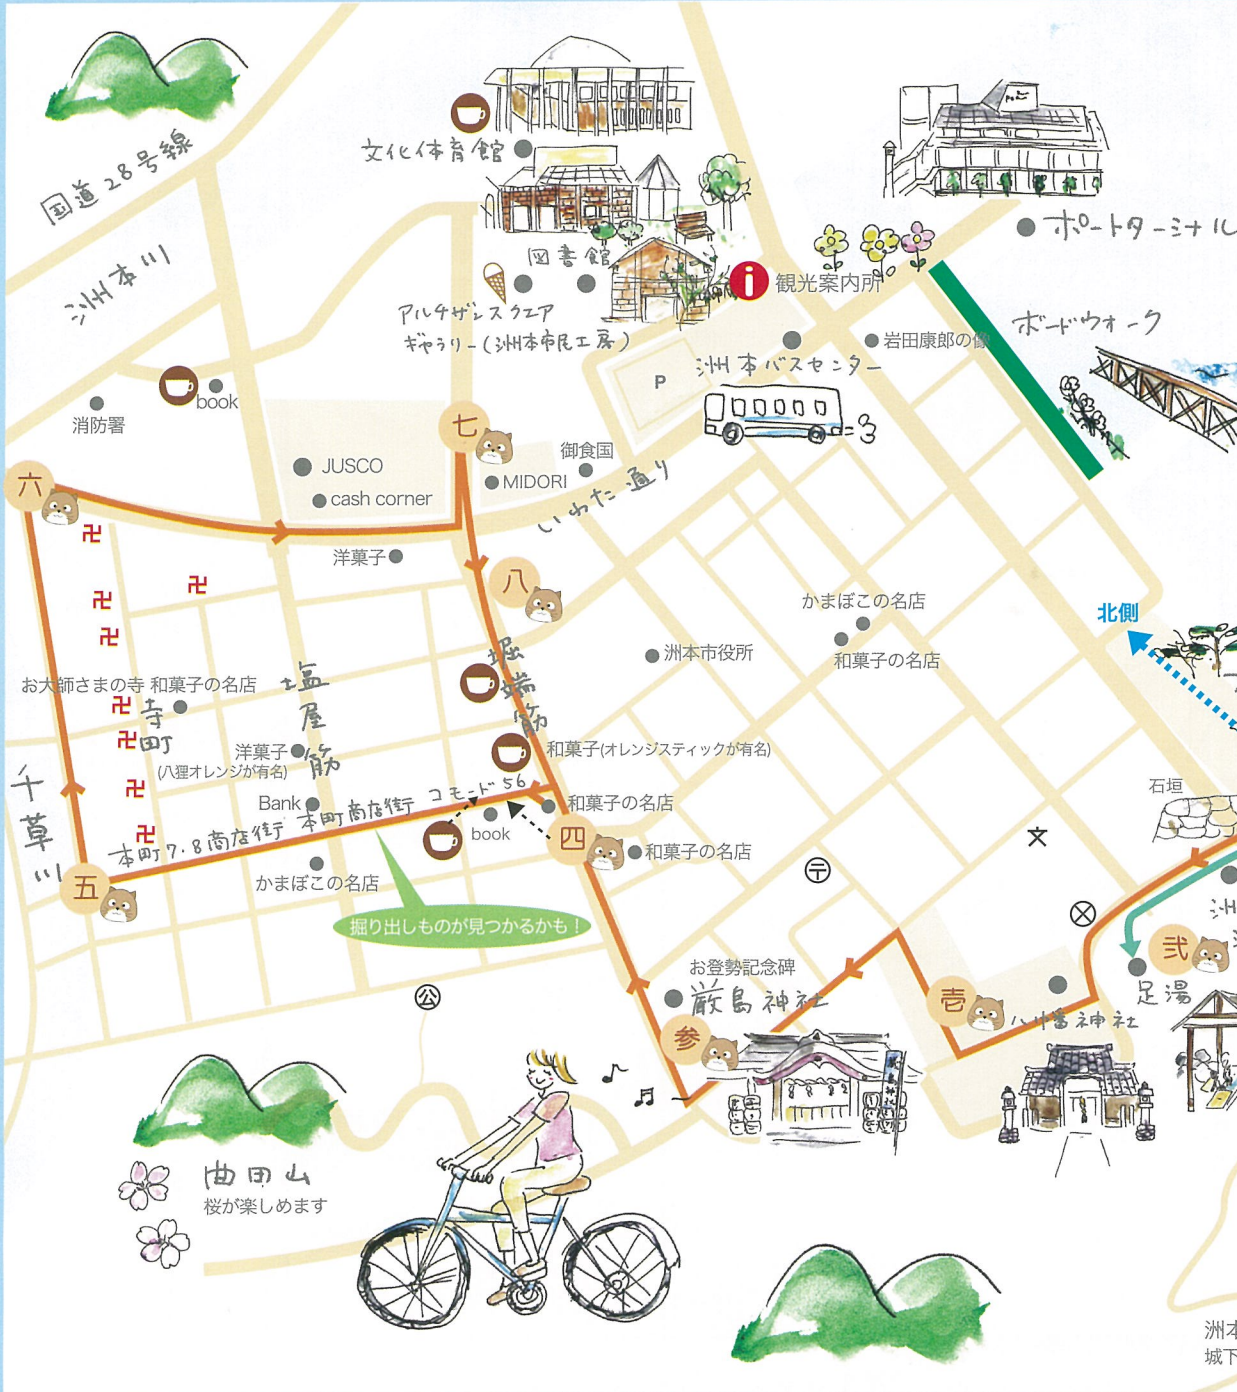 国道28号線
洲本川
文化体育館
図書館
アルチザンスクエア
ギャラリー(洲本市民工房)
i
観光案内所
ポートターミナル
ボードウォーク
岩田康郎の像
洲本バスセンター
P
消防署
book
七
六
JUSCO
cash corner
MIDORI
御食国
いわた通り
洋菓子
八
かまぼこの名店
和菓子の名店
洲本市役所
北側
堀端筋
お大師さまの寺
和菓子の名店
寺町
塩屋筋
洋菓子
(八狸オレンジが有名)
和菓子(オレンジスティックが有名)
千草川
Bank
本町7・8商店街
本町商店街
コモード56
book
和菓子の名店
四
和菓子の名店
石垣
文
五
かまぼこの名店
掘り出しものが見つかるかも!
〒
弐
足湯
お登勢記念碑
厳島神社
公
壱
八幡神社
参
曲田山
桜が楽しめます
洲本
城下